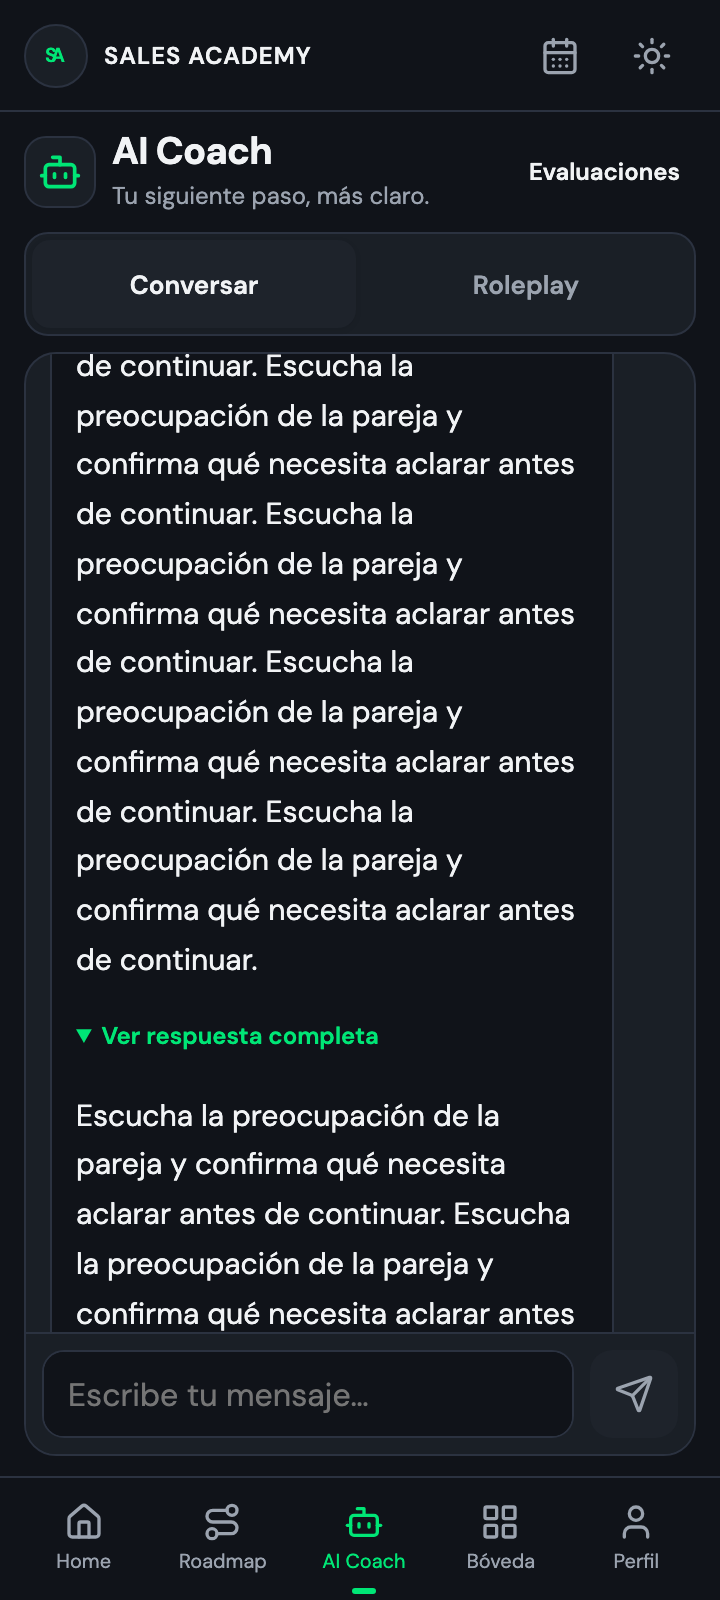 SA
SALES ACADEMY
AI Coach
Tu siguiente paso, más claro.
Evaluaciones
Conversar
Roleplay
de continuar. Escucha la
preocupación de la pareja y
confirma qué necesita aclarar antes
de continuar. Escucha la
preocupación de la pareja y
confirma qué necesita aclarar antes
de continuar. Escucha la
preocupación de la pareja y
confirma qué necesita aclarar antes
de continuar. Escucha la
preocupación de la pareja y
confirma qué necesita aclarar antes
de continuar.
▼ Ver respuesta completa
Escucha la preocupación de la
pareja y confirma qué necesita
aclarar antes de continuar. Escucha
la preocupación de la pareja y
confirma qué necesita aclarar antes
Escribe tu mensaje...
Home
Roadmap
AI Coach
Bóveda
Perfil